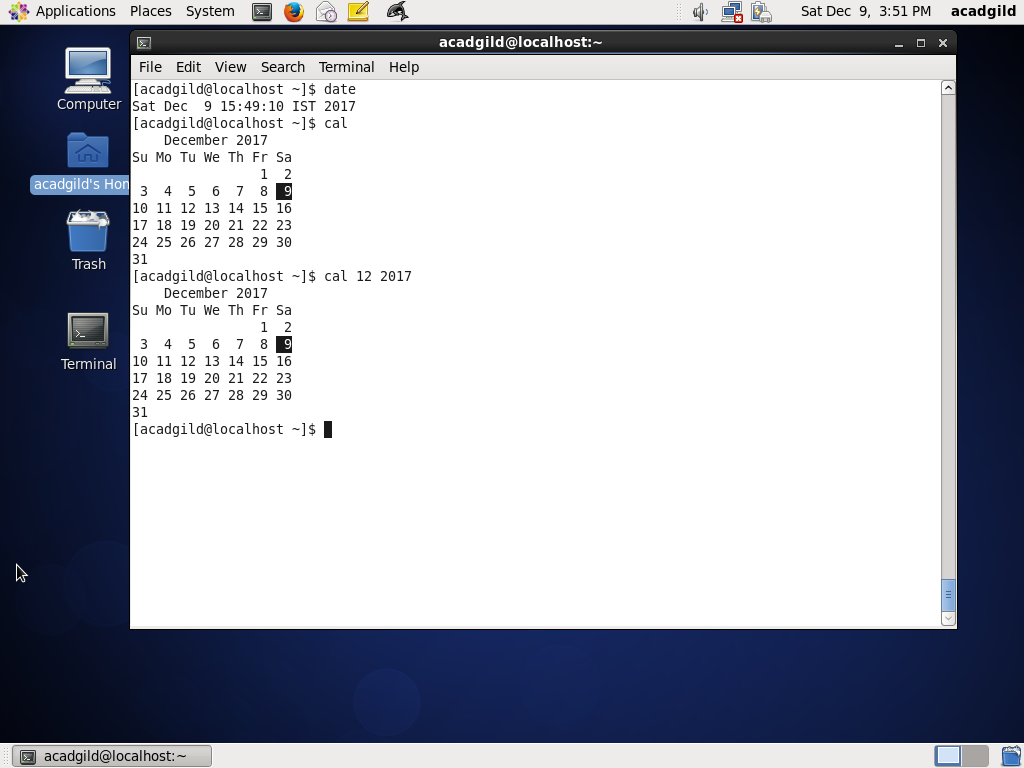 Applications Places System Sat Dec 9, 3:51 PM acadgild
acadgild@localhost:~
File Edit View Search Terminal Help
Computer
acadgild's Hom
Trash
Terminal
[acadgild@localhost ~]$ date
Sat Dec  9 15:49:10 IST 2017
[acadgild@localhost ~]$ cal
    December 2017
Su Mo Tu We Th Fr Sa
                1  2
 3  4  5  6  7  8  9
10 11 12 13 14 15 16
17 18 19 20 21 22 23
24 25 26 27 28 29 30
31
[acadgild@localhost ~]$ cal 12 2017
    December 2017
Su Mo Tu We Th Fr Sa
                1  2
 3  4  5  6  7  8  9
10 11 12 13 14 15 16
17 18 19 20 21 22 23
24 25 26 27 28 29 30
31
[acadgild@localhost ~]$
acadgild@localhost:~